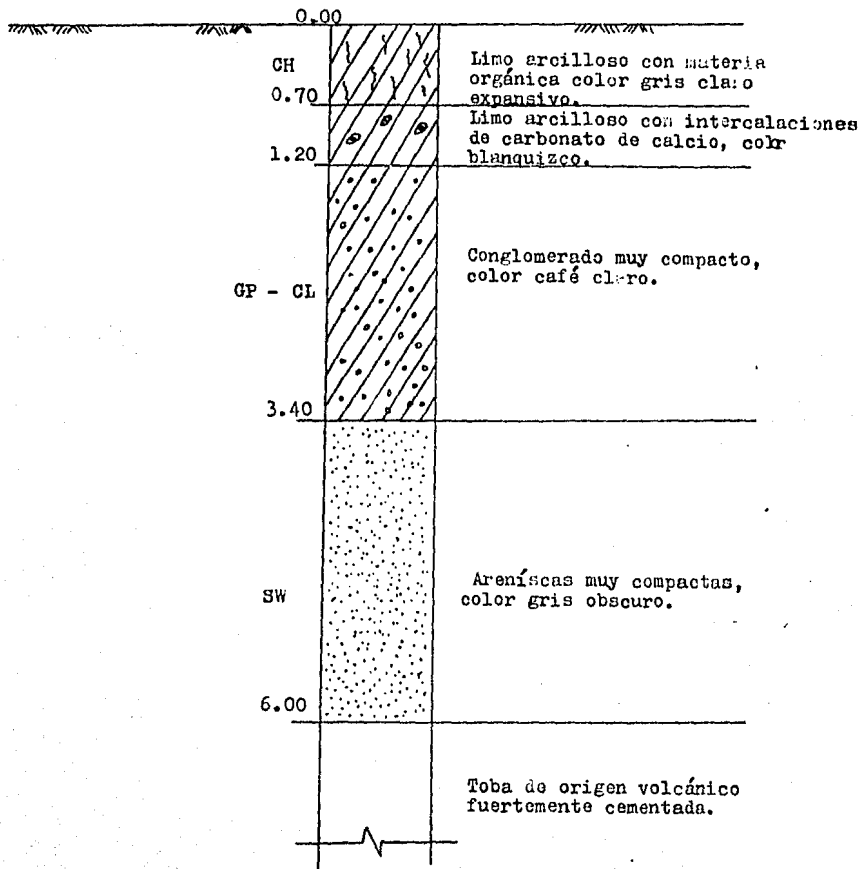 0.00
CH
Limo arcilloso con materia
orgánica color gris claro
expansivo.
0.70
Limo arcilloso con intercalaciones
de carbonato de calcio, color
blanquizco.
1.20
Conglomerado muy compacto,
color café claro.
GP - CL
3.40
Areníscas muy compactas,
color gris obscuro.
SW
6.00
Toba de origen volcánico
fuertemente cementada.